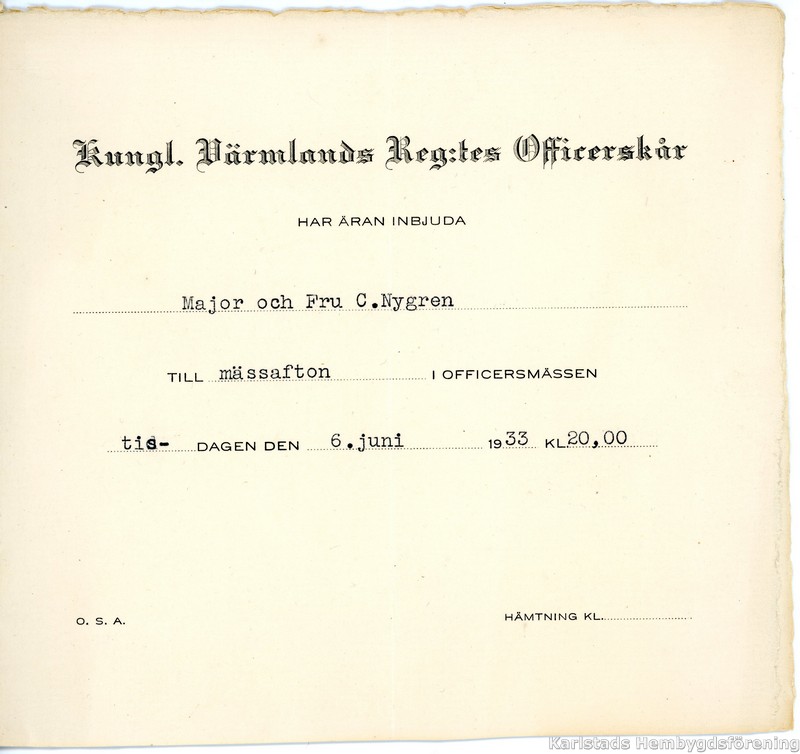 Kungl. Värmlands Reg:tes Officerskår
HAR ÄRAN INBJUDA
Major och Fru C.Nygren
TILL mässafton I OFFICERSMÄSSEN
tis- DAGEN DEN 6.juni 1933 KL. 20,00
O. S. A.
HÄMTNING KL.
Karlstads Hembygdsförening